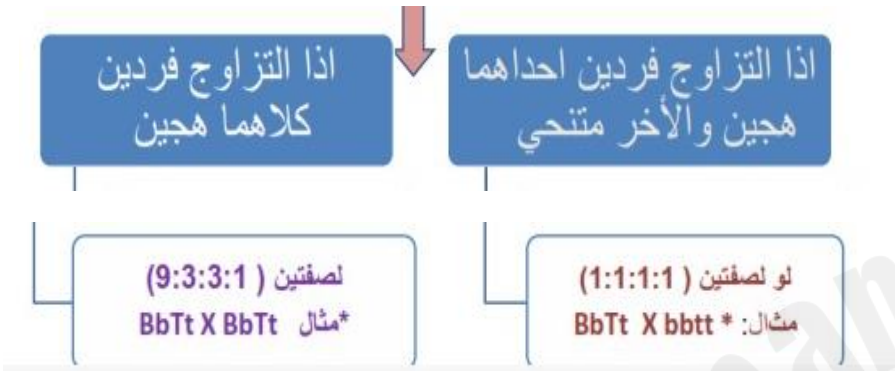 اذا التزاوج فردين احداهما
هجين والأخر متنحي
اذا التزاوج فردين
كلاهما هجين
لو لصفتين ( 1:1:1:1)
مثال: * BbTt X bbtt
لصفتين ( 9:3:3:1)
*مثال BbTt X BbTt